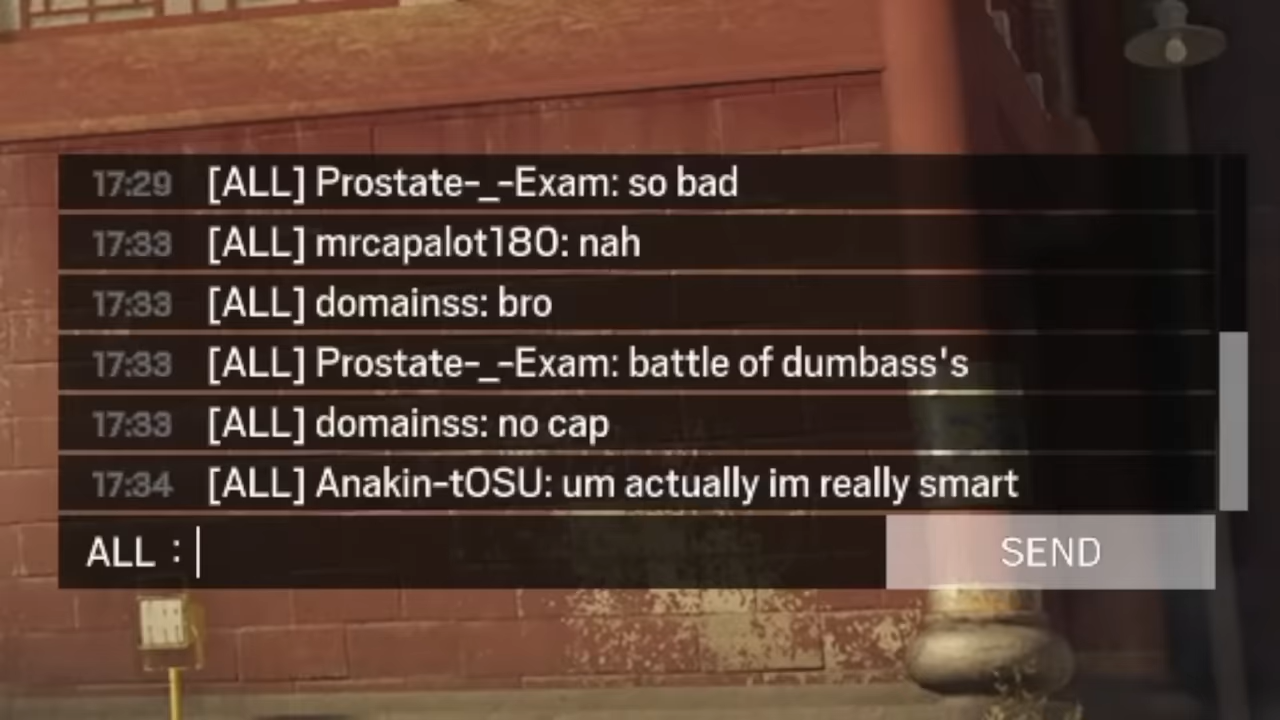 17:29 [ALL] Prostate-_-Exam: so bad
17:33 [ALL] mrcapalot180: nah
17:33 [ALL] domainss: bro
17:33 [ALL] Prostate-_-Exam: battle of dumbass's
17:33 [ALL] domainss: no cap
17:34 [ALL] Anakin-tOSU: um actually im really smart
ALL : SEND